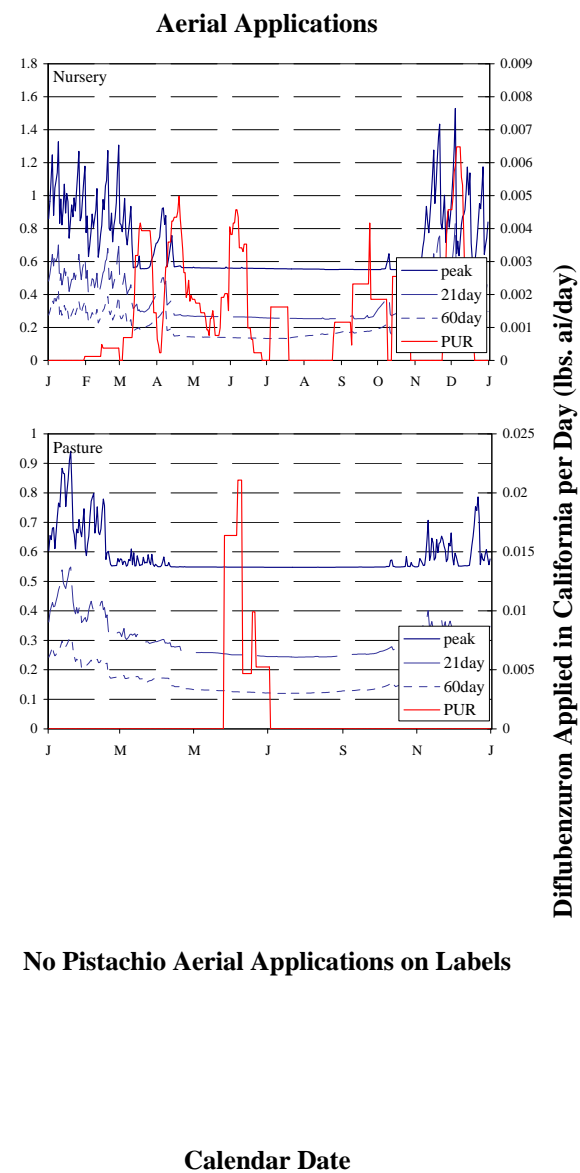 Aerial Applications
Nursery
1.8
1.6
1.4
1.2
1
0.8
0.6
0.4
0.2
0
0.009
0.008
0.007
0.006
0.005
0.004
0.003
0.002
0.001
0
peak
21day
60day
PUR
J F M A M J J A S O N D J
Pasture
1
0.9
0.8
0.7
0.6
0.5
0.4
0.3
0.2
0.1
0
0.025
0.02
0.015
0.01
0.005
0
peak
21day
60day
PUR
J M M J S N J
Diflubenzuron Applied in California per Day (lbs. ai/day)
No Pistachio Aerial Applications on Labels
Calendar Date